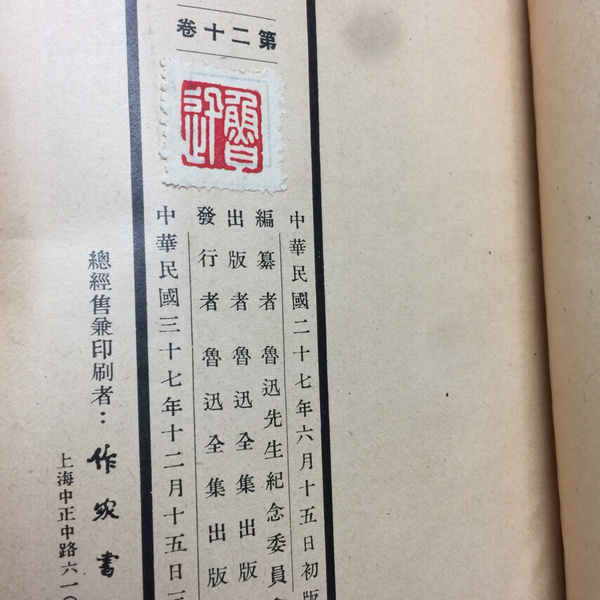 第二十卷
魯迅
中華民國二十七年六月十五日初版
編纂者 魯迅先生紀念委員
出版者 魯迅全集出版
發行者 魯迅全集出版
中華民國三十七年十二月十五日
總經售兼印刷者：作家書
上海中正中路六一